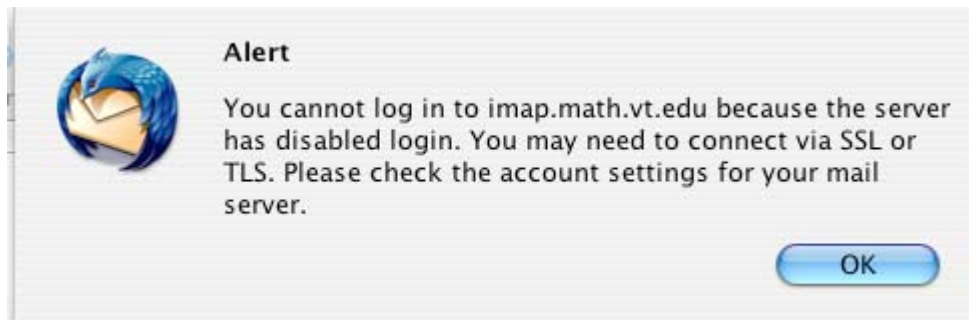 Alert
You cannot log in to imap.math.vt.edu because the server
has disabled login. You may need to connect via SSL or
TLS. Please check the account settings for your mail
server.
OK